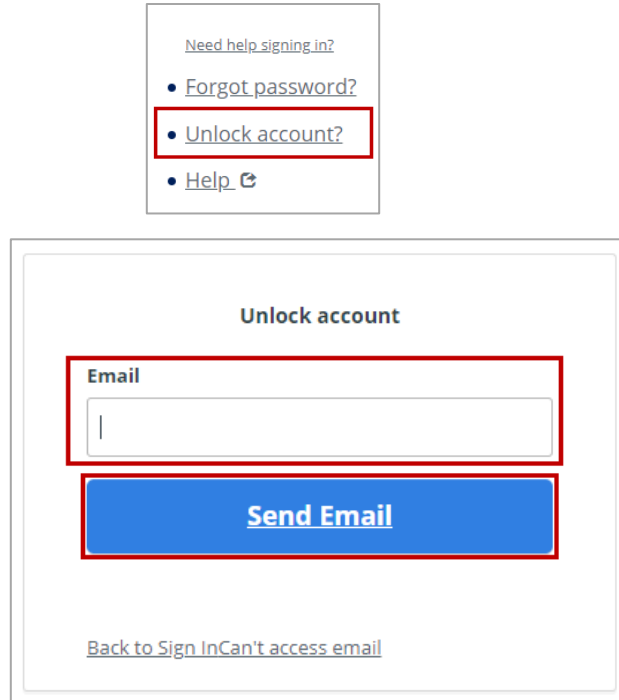 Need help signing in?
Forgot password?
Unlock account?
Help
Unlock account
Email
Send Email
Back to Sign InCan't access email